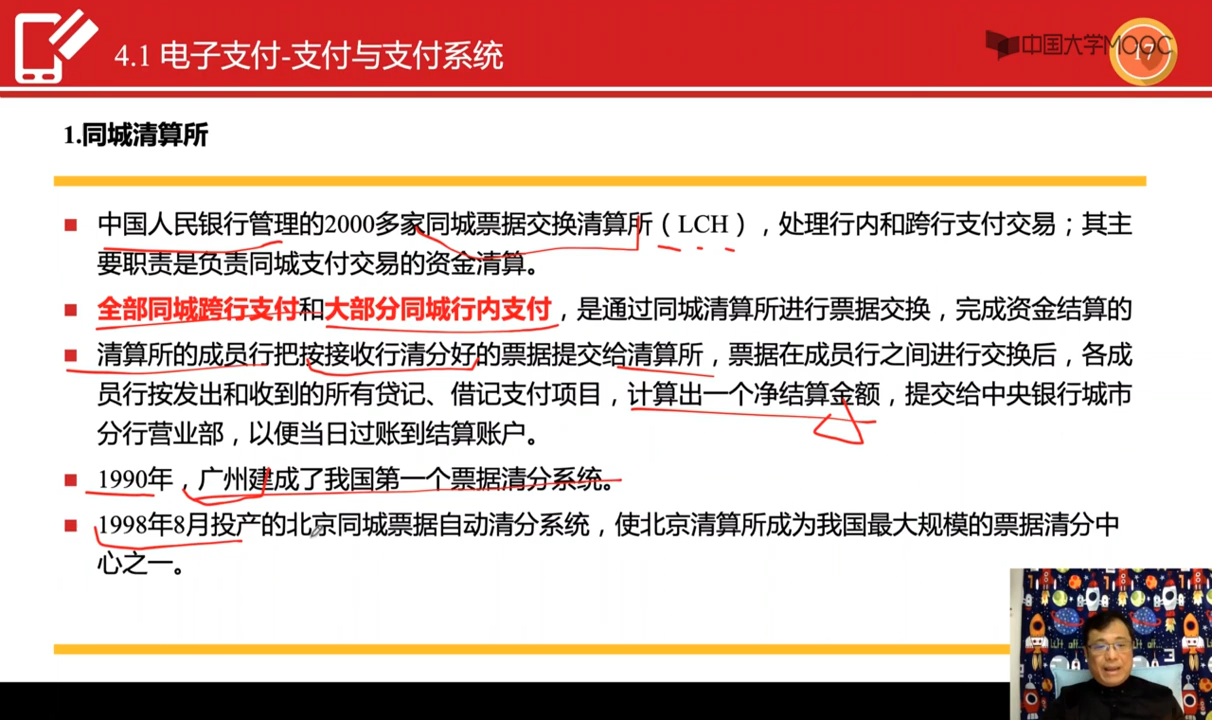 4.1 电子支付-支付与支付系统
中国大学MOOC
17
1.同城清算所
中国人民银行管理的2000多家同城票据交换清算所（LCH），处理行内和跨行支付交易；其主
要职责是负责同城支付交易的资金清算。
全部同城跨行支付和大部分同城行内支付，是通过同城清算所进行票据交换，完成资金结算的
清算所的成员行把按接收行清分好的票据提交给清算所，票据在成员行之间进行交换后，各成
员行按发出和收到的所有贷记、借记支付项目，计算出一个净结算金额，提交给中央银行城市
分行营业部，以便当日过账到结算账户。
1990年，广州建成了我国第一个票据清分系统。
1998年8月投产的北京同城票据自动清分系统，使北京清算所成为我国最大规模的票据清分中
心之一。